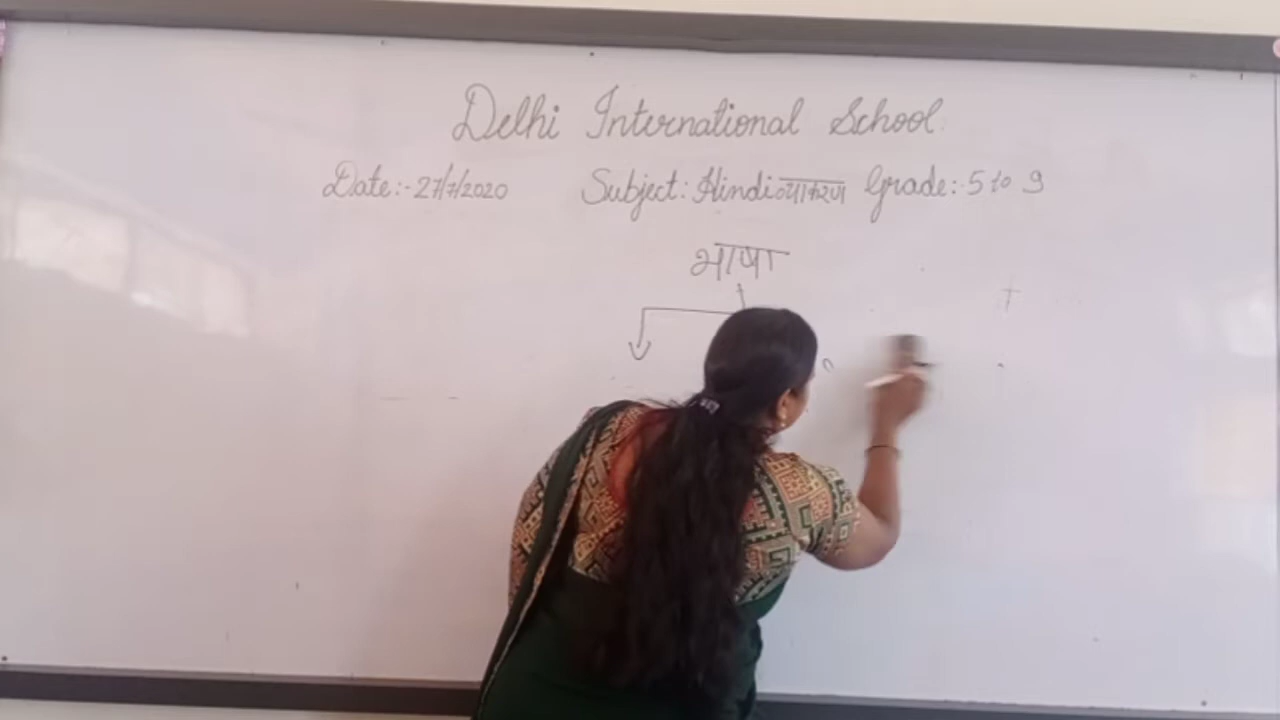 Delhi International School
Date:- 27/7/2020 Subject: Hindi व्याकरण Grade:- 5 to 9
भाषा